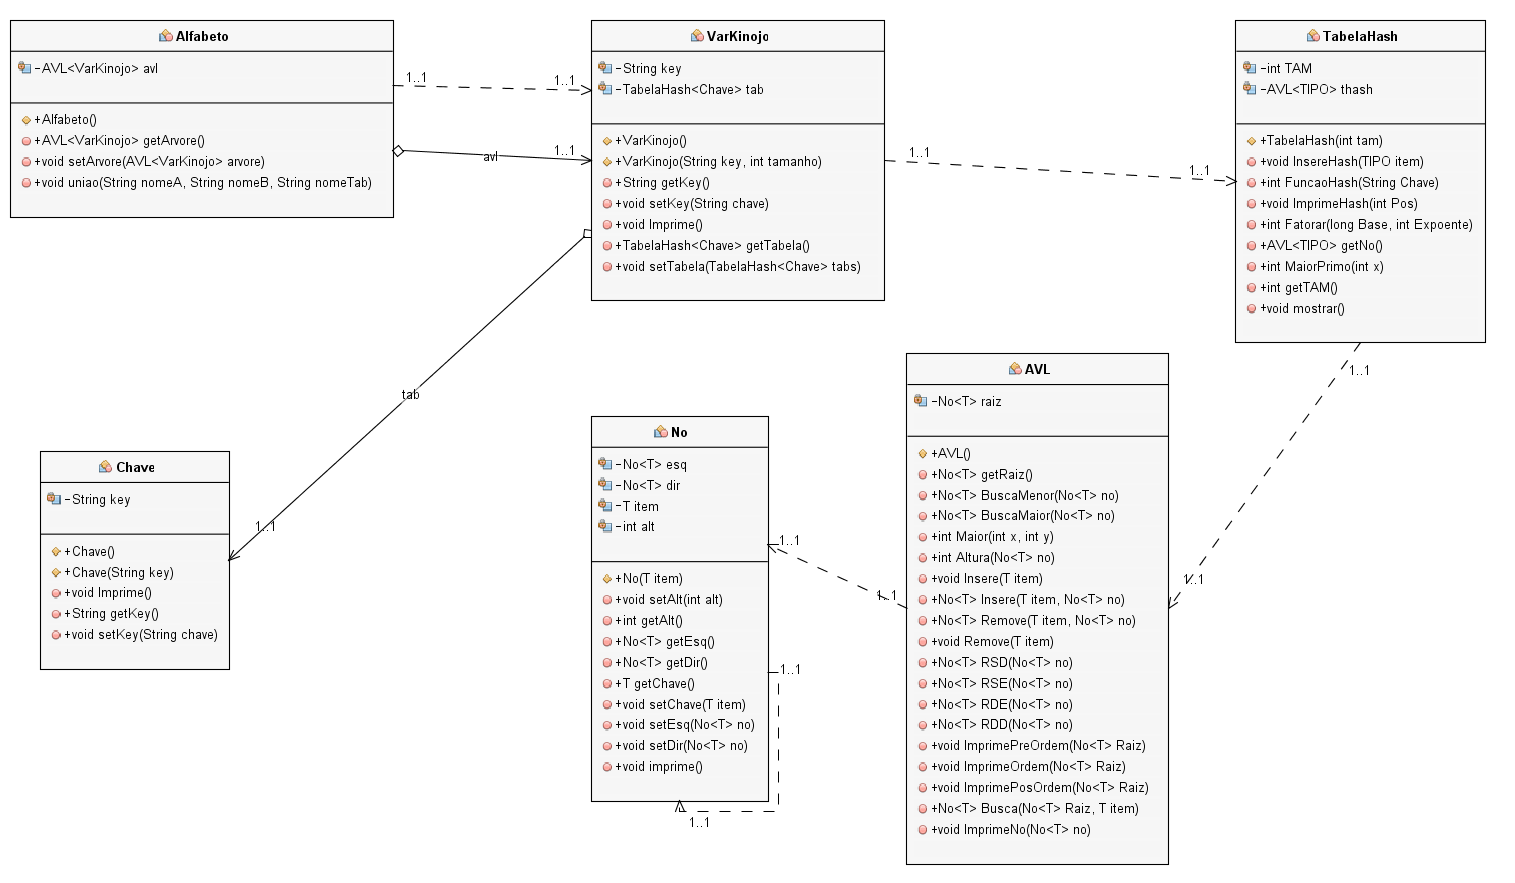 Alfabeto
-AVL<VarKinojo> avl
+Alfabeto()
+AVL<VarKinojo> getArvore()
+void setArvore(AVL<VarKinojo> arvore)
+void uniao(String nomeA, String nomeB, String nomeTab)
1..1
1..1
avl
1..1
VarKinojo
-String key
-TabelaHash<Chave> tab
+VarKinojo()
+VarKinojo(String key, int tamanho)
+String getKey()
+void setKey(String chave)
+void Imprime()
+TabelaHash<Chave> getTabela()
+void setTabela(TabelaHash<Chave> tabs)
1..1
1..1
TabelaHash
-int TAM
-AVL<TIPO> thash
+TabelaHash(int tam)
+void InsereHash(TIPO item)
+int FuncaoHash(String Chave)
+void ImprimeHash(int Pos)
+int Fatorar(long Base, int Expoente)
+AVL<TIPO> getNo()
+int MaiorPrimo(int x)
+int getTAM()
+void mostrar()
1..1
1..1
tab
1..1
Chave
-String key
+Chave()
+Chave(String key)
+void Imprime()
+String getKey()
+void setKey(String chave)
No
-No<T> esq
-No<T> dir
-T item
-int alt
+No(T item)
+void setAlt(int alt)
+int getAlt()
+No<T> getEsq()
+No<T> getDir()
+T getChave()
+void setChave(T item)
+void setEsq(No<T> no)
+void setDir(No<T> no)
+void imprime()
1..1
1..1
1..1
1..1
AVL
-No<T> raiz
+AVL()
+No<T> getRaiz()
+No<T> BuscaMenor(No<T> no)
+No<T> BuscaMaior(No<T> no)
+int Maior(int x, int y)
+int Altura(No<T> no)
+void Insere(T item)
+No<T> Insere(T item, No<T> no)
+No<T> Remove(T item, No<T> no)
+void Remove(T item)
+No<T> RSD(No<T> no)
+No<T> RSE(No<T> no)
+No<T> RDE(No<T> no)
+No<T> RDD(No<T> no)
+void ImprimePreOrdem(No<T> Raiz)
+void ImprimeOrdem(No<T> Raiz)
+void ImprimePosOrdem(No<T> Raiz)
+No<T> Busca(No<T> Raiz, T item)
+void ImprimeNo(No<T> no)